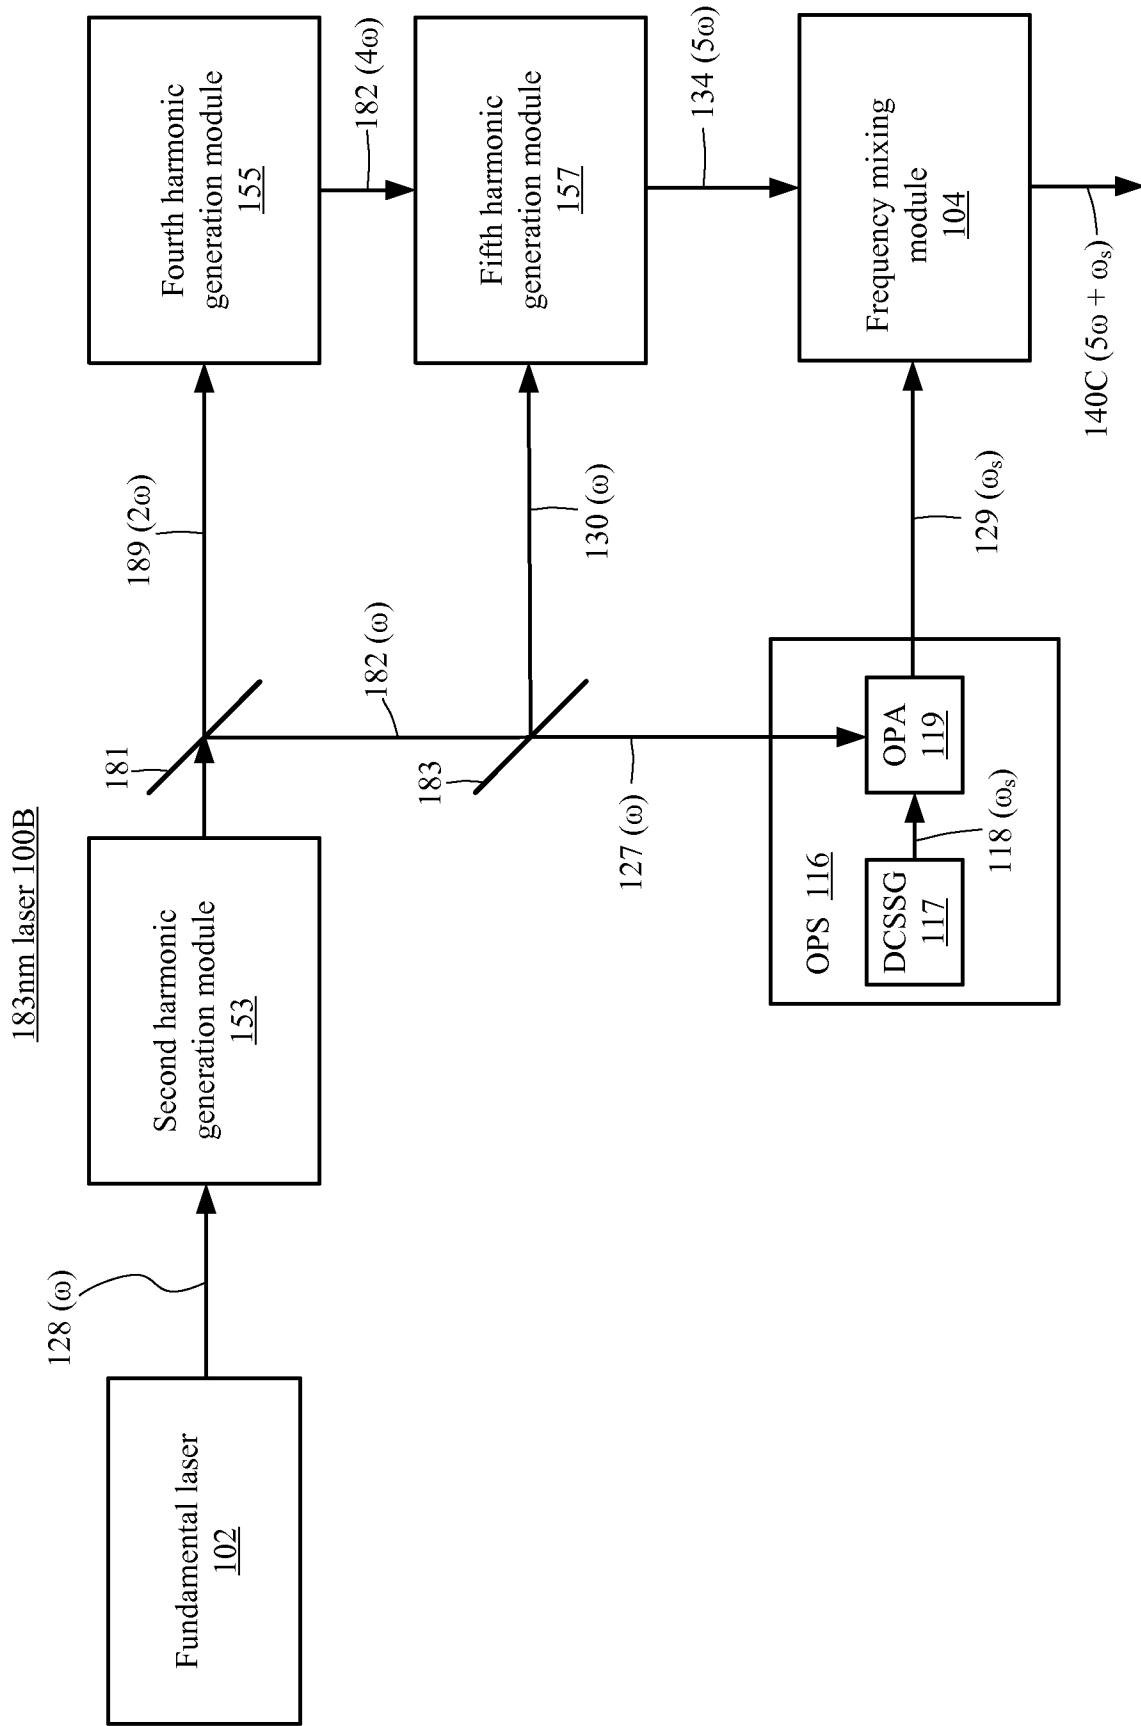 183nm laser 100B
Fundamental laser
102
128 (ω)
Second harmonic
generation module
153
181
189 (2ω)
Fourth harmonic
generation module
155
182 (4ω)
182 (ω)
183
130 (ω)
Fifth harmonic
generation module
157
134 (5ω)
127 (ω)
OPS 116
DCSSG
117
118 (ωs)
OPA
119
129 (ωs)
Frequency mixing
module
104
140C (5ω + ωs)